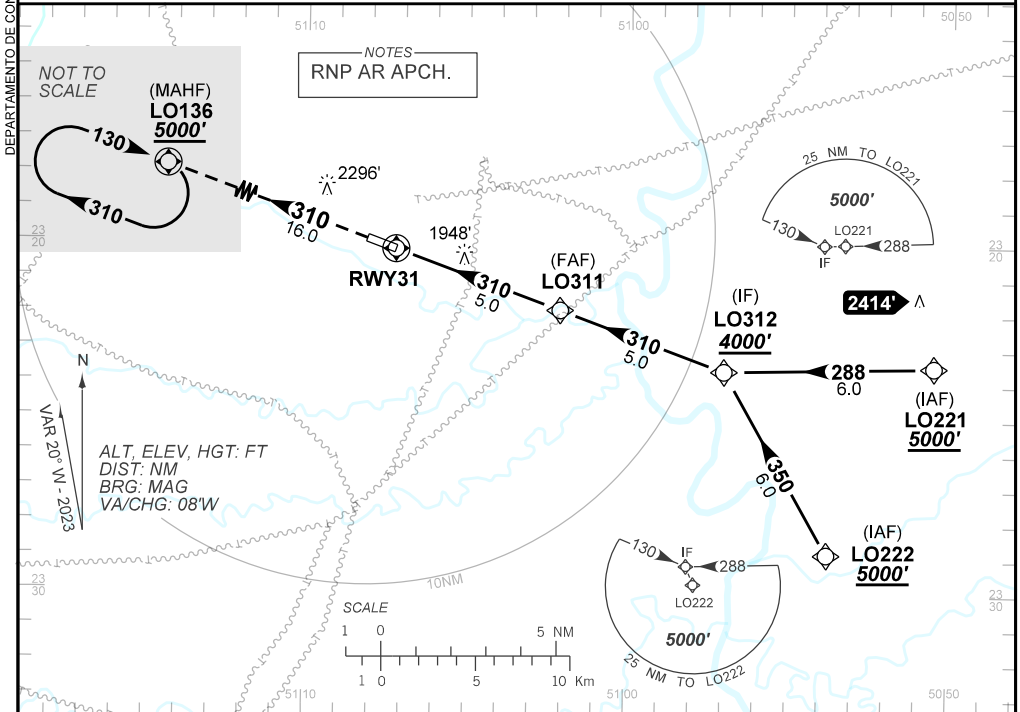 DEPARTAMENTO DE CON
51 10
51 00
50 50
NOTES
RNP AR APCH.
NOT TO
SCALE
(MAHF)
LO136
5000'
130
310
2296'
310
16.0
1948'
RWY31
310
5.0
(FAF)
LO311
310
5.0
25 NM TO LO221
5000'
130
LO221
288
IF
23
20
23
20
2414'
(IF)
LO312
4000'
288
6.0
(IAF)
LO221
5000'
N
VAR 20° W - 2023
ALT, ELEV, HGT: FT
DIST: NM
BRG: MAG
VA/CHG: 08'W
350
6.0
(IAF)
LO222
5000'
130
IF
288
LO222
5000'
25 NM TO LO222
10NM
23
30
23
30
SCALE
1 0 5 NM
1 0 5 10 Km
51 10
51 00
50 50